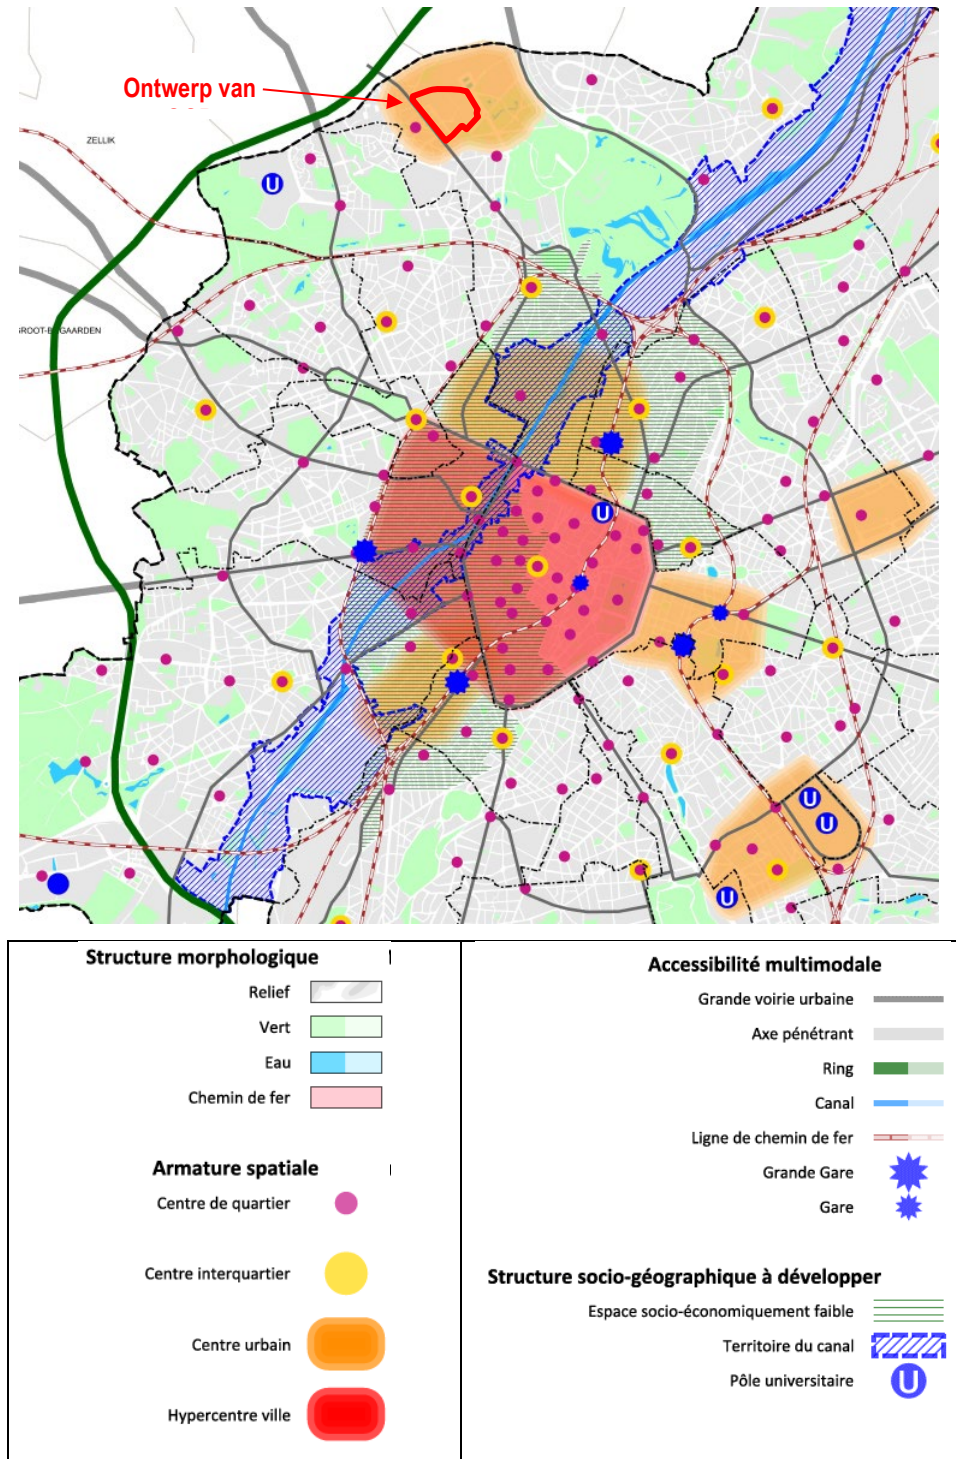 Ontwerp van
ZELLIK
U
U
U
U
U
Structure morphologique
Relief
Vert
Eau
Chemin de fer
Armature spatiale
Centre de quartier
Centre interquartier
Centre urbain
Hypercentre ville
Accessibilité multimodale
Grande voirie urbaine
Axe pénétrant
Ring
Canal
Ligne de chemin de fer
Grande Gare
Gare
Structure socio-géographique à développer
Espace socio-économiquement faible
Territoire du canal
Pôle universitaire
U